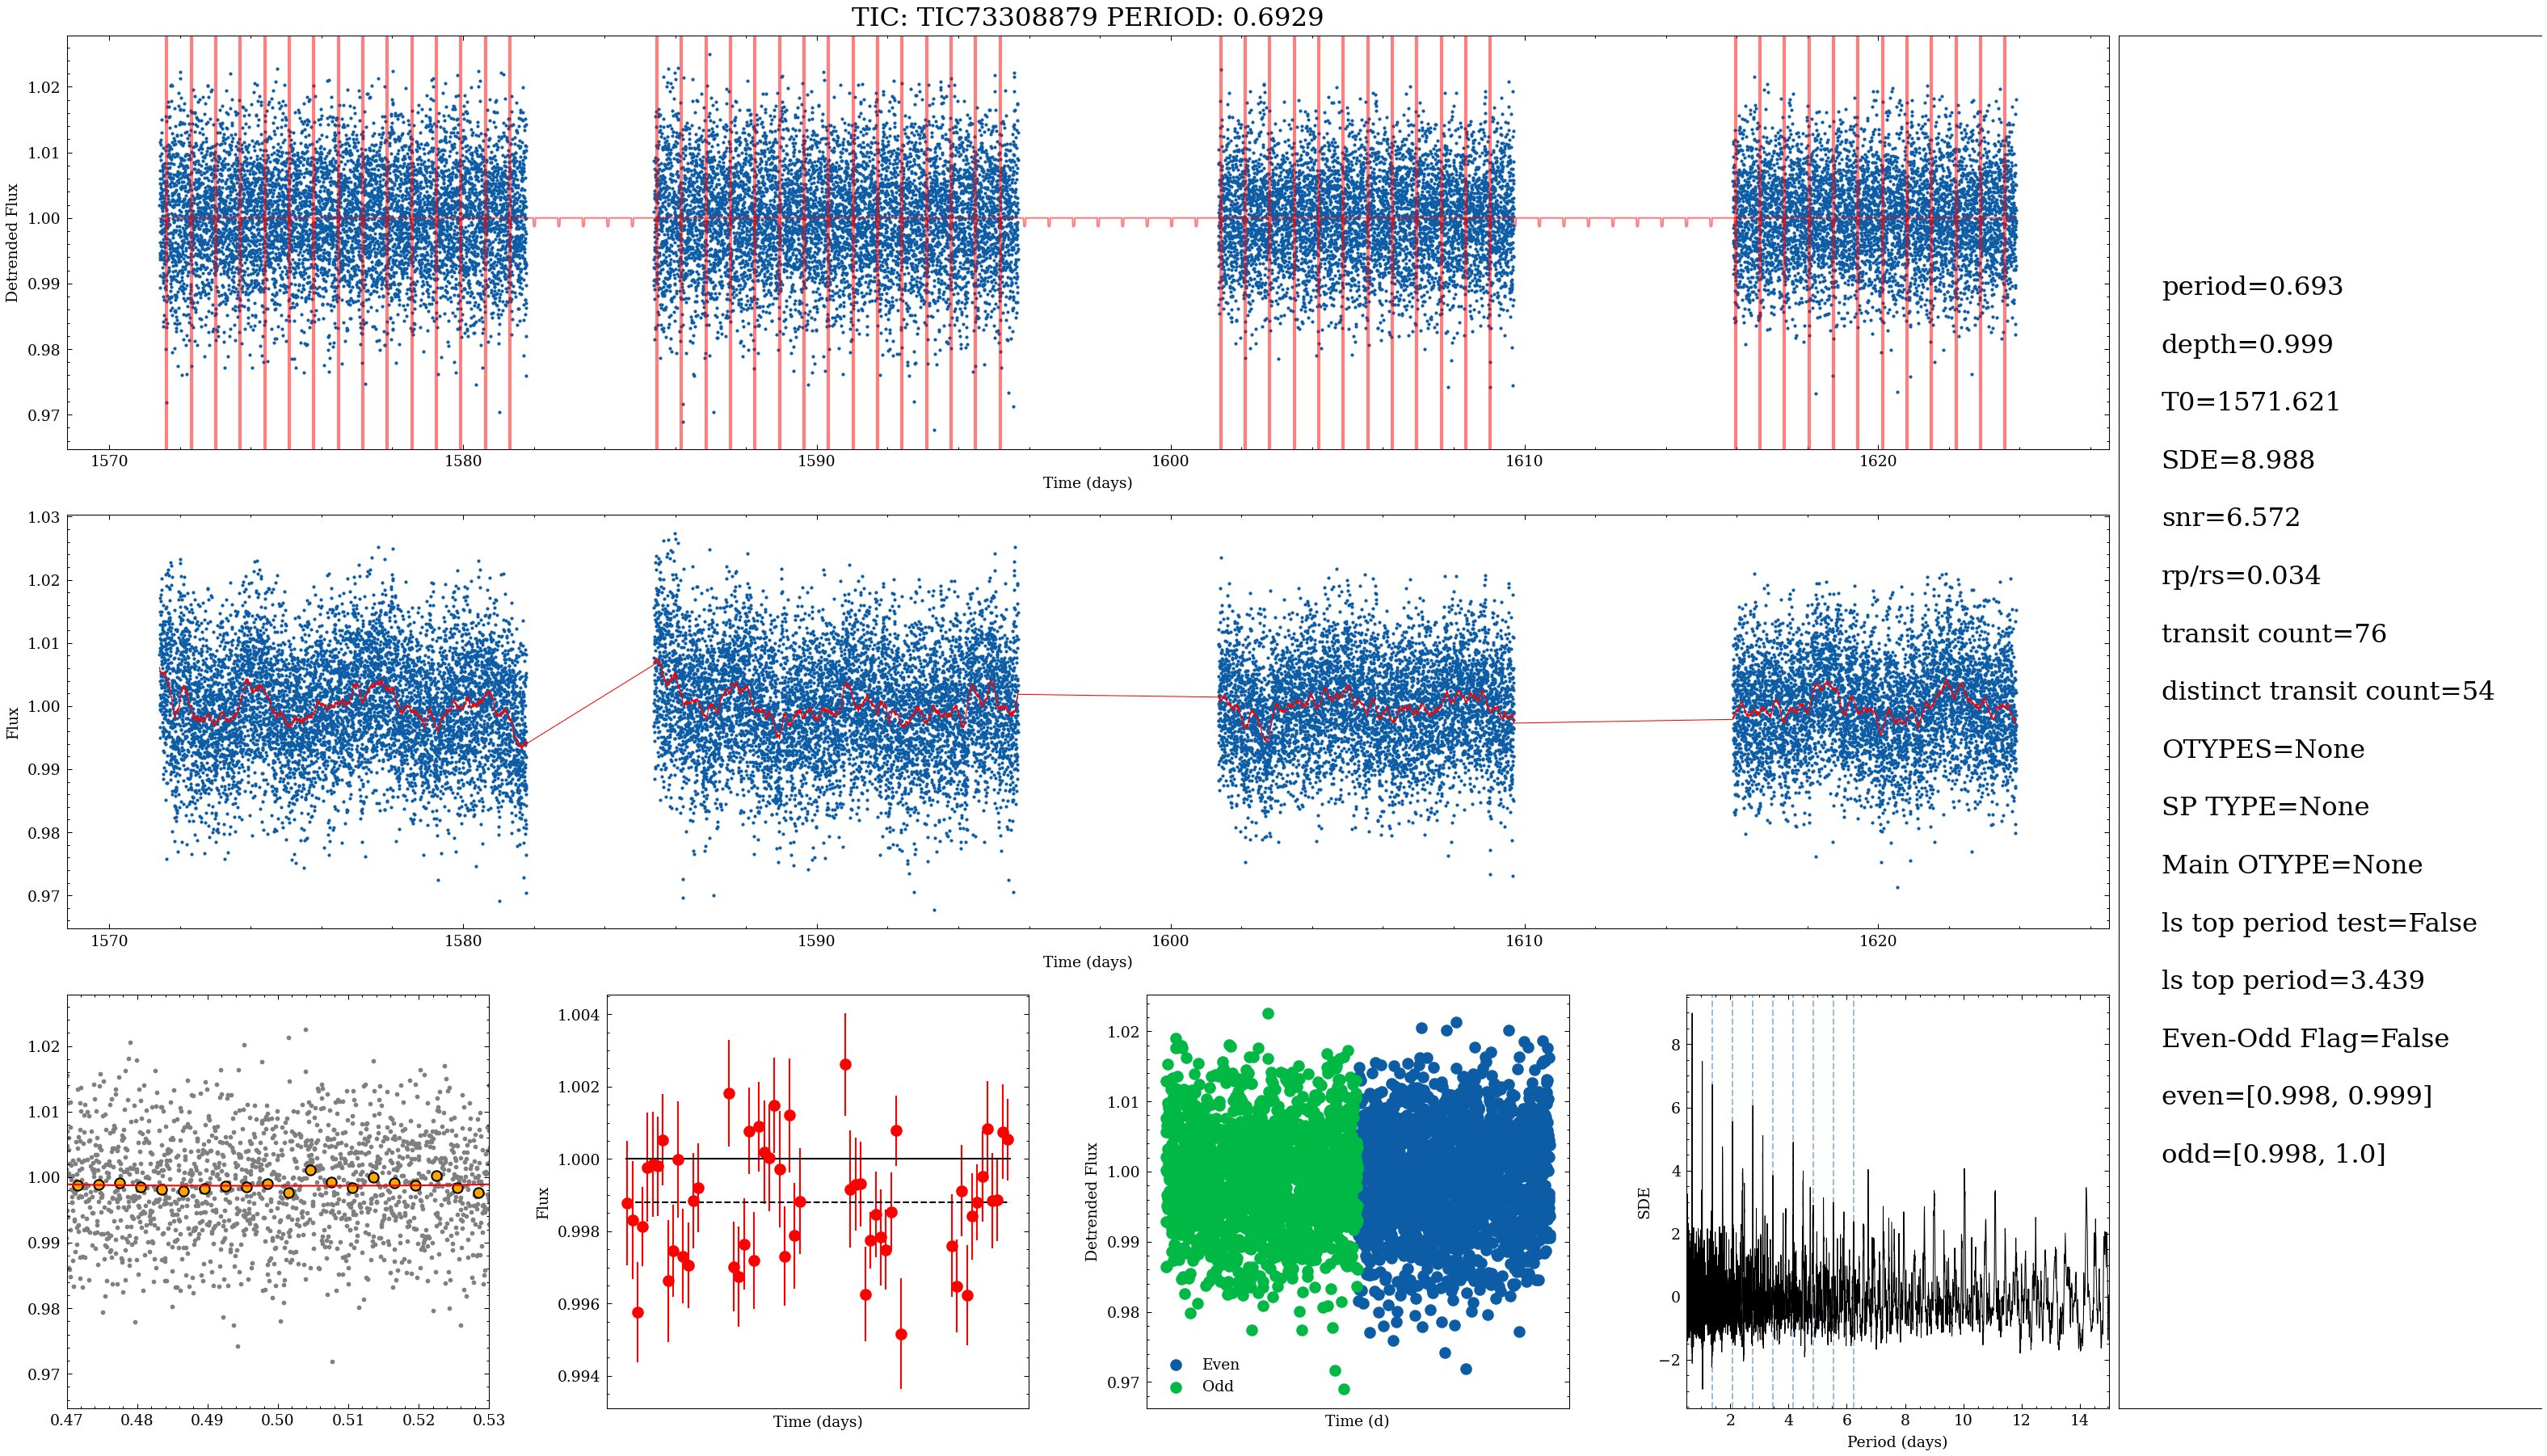 TIC: TIC73308879 PERIOD: 0.6929
Detrended Flux
1.02
1.01
1.00
0.99
0.98
0.97
1570
1580
1590
1600
1610
1620
Time (days)
Flux
1.03
1.02
1.01
1.00
0.99
0.98
0.97
1570
1580
1590
1600
1610
1620
Time (days)
1.02
1.01
1.00
0.99
0.98
0.97
0.47
0.48
0.49
0.50
0.51
0.52
0.53
Flux
1.004
1.002
1.000
0.998
0.996
0.994
Time (days)
Detrended Flux
1.02
1.01
1.00
0.99
0.98
0.97
Even
Odd
Time (d)
SDE
8
6
4
2
0
−2
2
4
6
8
10
12
14
Period (days)
period=0.693
depth=0.999
T0=1571.621
SDE=8.988
snr=6.572
rp/rs=0.034
transit count=76
distinct transit count=54
OTYPES=None
SP TYPE=None
Main OTYPE=None
ls top period test=False
ls top period=3.439
Even-Odd Flag=False
even=[0.998, 0.999]
odd=[0.998, 1.0]